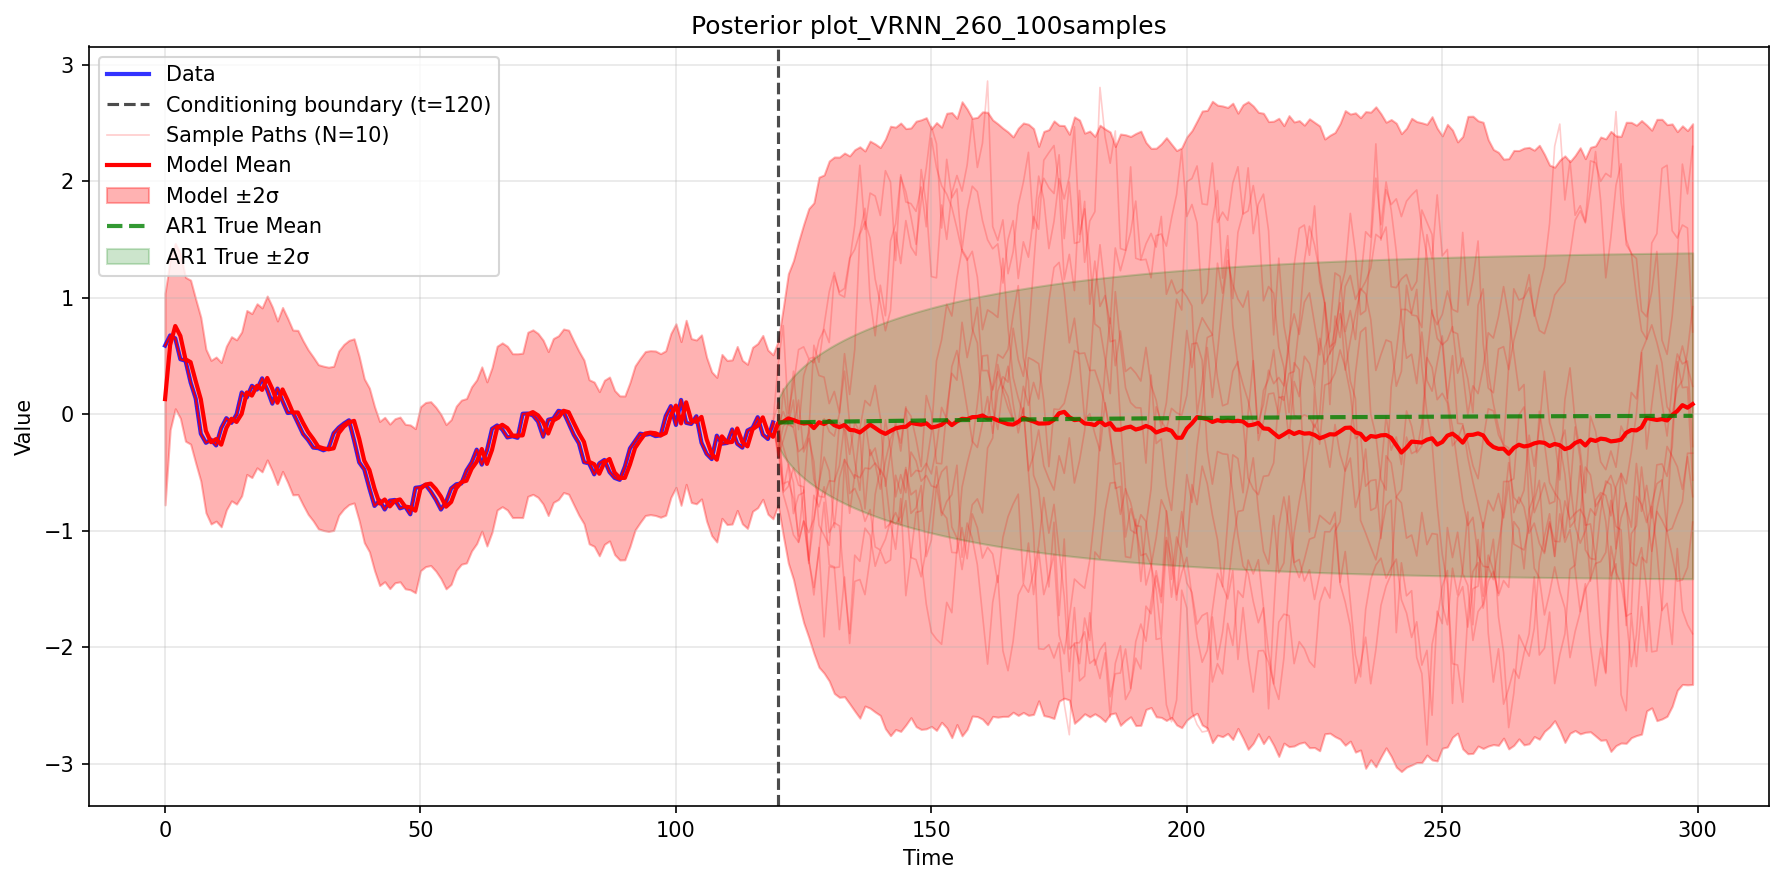 Posterior plot_VRNN_260_100samples
Data
Conditioning boundary (t=120)
Sample Paths (N=10)
Model Mean
Model ±2σ
AR1 True Mean
AR1 True ±2σ
Value
3
2
1
0
−1
−2
−3
0 50 100 150 200 250 300
Time